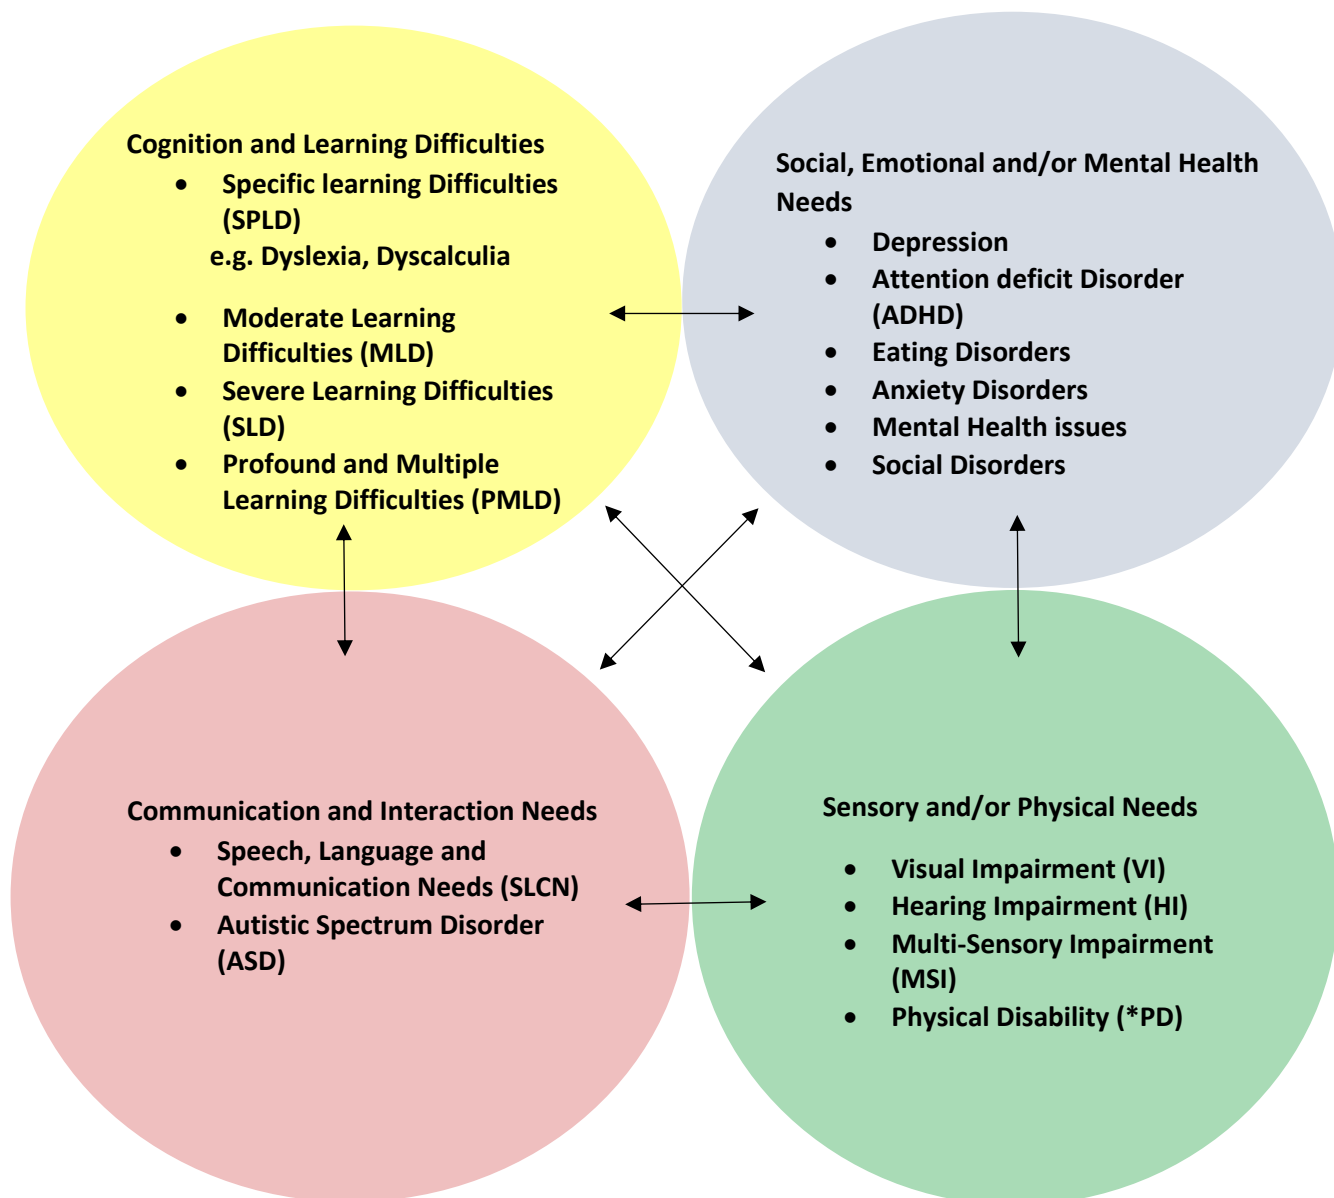 Cognition and Learning Difficulties
• Specific learning Difficulties
(SPLD)
e.g. Dyslexia, Dyscalculia
• Moderate Learning
Difficulties (MLD)
• Severe Learning Difficulties
(SLD)
• Profound and Multiple
Learning Difficulties (PMLD)
Social, Emotional and/or Mental Health
Needs
• Depression
• Attention deficit Disorder
(ADHD)
• Eating Disorders
• Anxiety Disorders
• Mental Health issues
• Social Disorders
Communication and Interaction Needs
• Speech, Language and
Communication Needs (SLCN)
• Autistic Spectrum Disorder
(ASD)
Sensory and/or Physical Needs
• Visual Impairment (VI)
• Hearing Impairment (HI)
• Multi-Sensory Impairment
(MSI)
• Physical Disability (*PD)